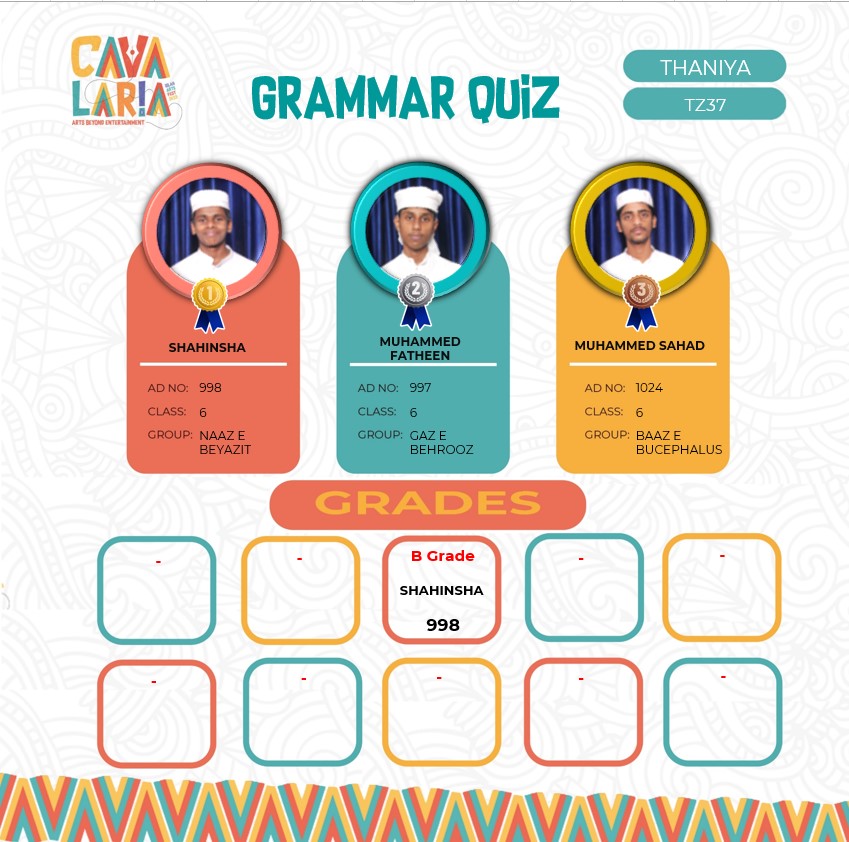 CAVA
LARIA
ARTS BEYOND ENTERTAINMENT
GRAMMAR QUiZ
THANIYA
TZ37
1
SHAHINSHA
AD NO: 998
CLASS: 6
GROUP: NAAZ E
BEYAZIT
2
MUHAMMED
FATHEEN
AD NO: 997
CLASS: 6
GROUP: GAZ E
BEHROOZ
3
MUHAMMED SAHAD
AD NO: 1024
CLASS: 6
GROUP: BAAZ E
BUCEPHALUS
GRADES
-
-
B Grade
SHAHINSHA
998
-
-
-
-
-
-
-